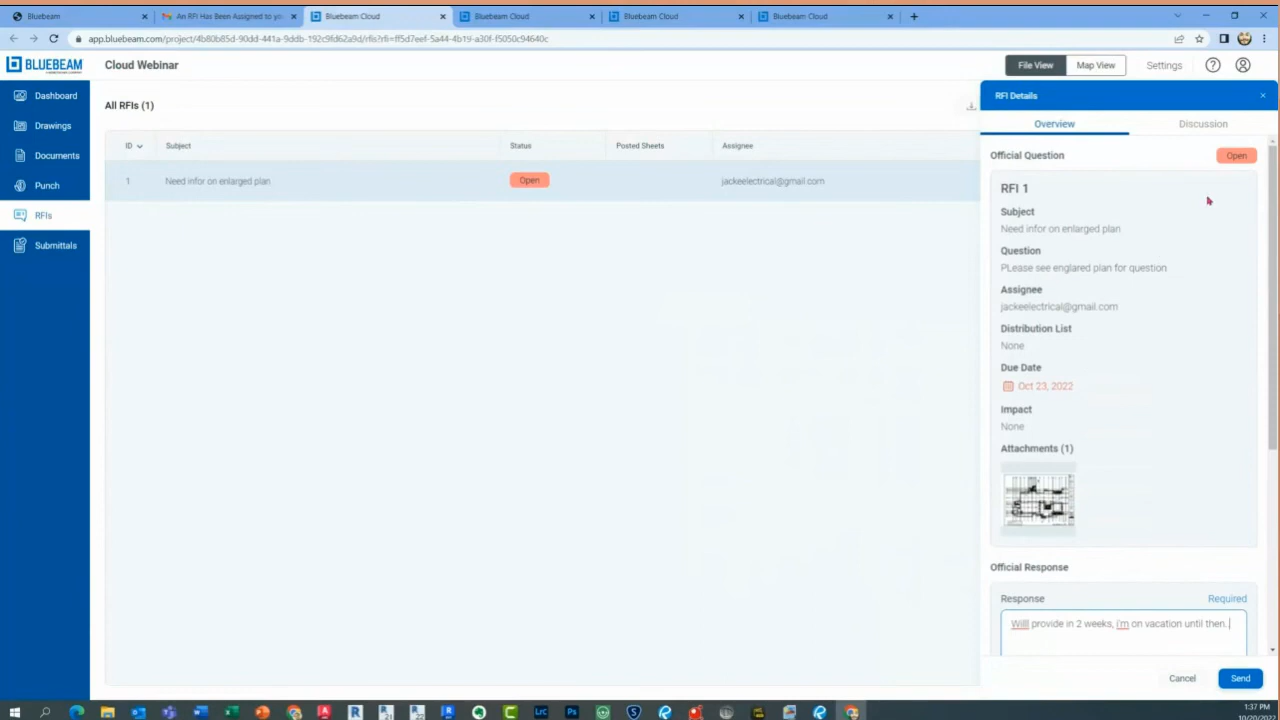 Bluebeam
An RFI Has Been Assigned to yo
Bluebeam Cloud
Bluebeam Cloud
Bluebeam Cloud
Bluebeam Cloud
app.bluebeam.com/project/4b80b85d-90dd-441a-9ddb-192c9fd62a9d/rfis?rfi=ff5d7eef-5a44-4b19-a30f-f5050c94640c
BLUEBEAM
Cloud Webinar
File View
Map View
Settings
Dashboard
Drawings
Documents
Punch
RFIs
Submittals
All RFIs (1)
ID Subject Status Posted Sheets Assignee
1 Need infor on enlarged plan Open jackeelectrical@gmail.com
RFI Details
Overview Discussion
Official Question Open
RFI 1
Subject
Need infor on enlarged plan
Question
PLease see englared plan for question
Assignee
jackeelectrical@gmail.com
Distribution List
None
Due Date
Oct 23, 2022
Impact
None
Attachments (1)
Official Response
Response Required
Willl provide in 2 weeks, i'm on vacation until then.
Cancel Send
1:37 PM
10/20/2022